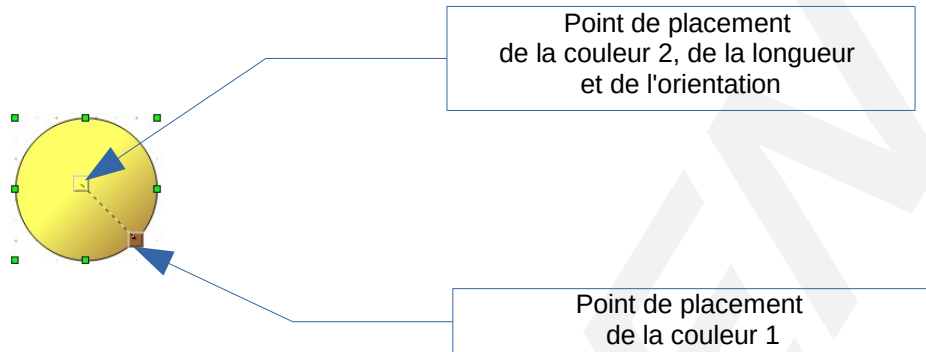 Point de placement
de la couleur 2, de la longueur
et de l'orientation
Point de placement
de la couleur 1